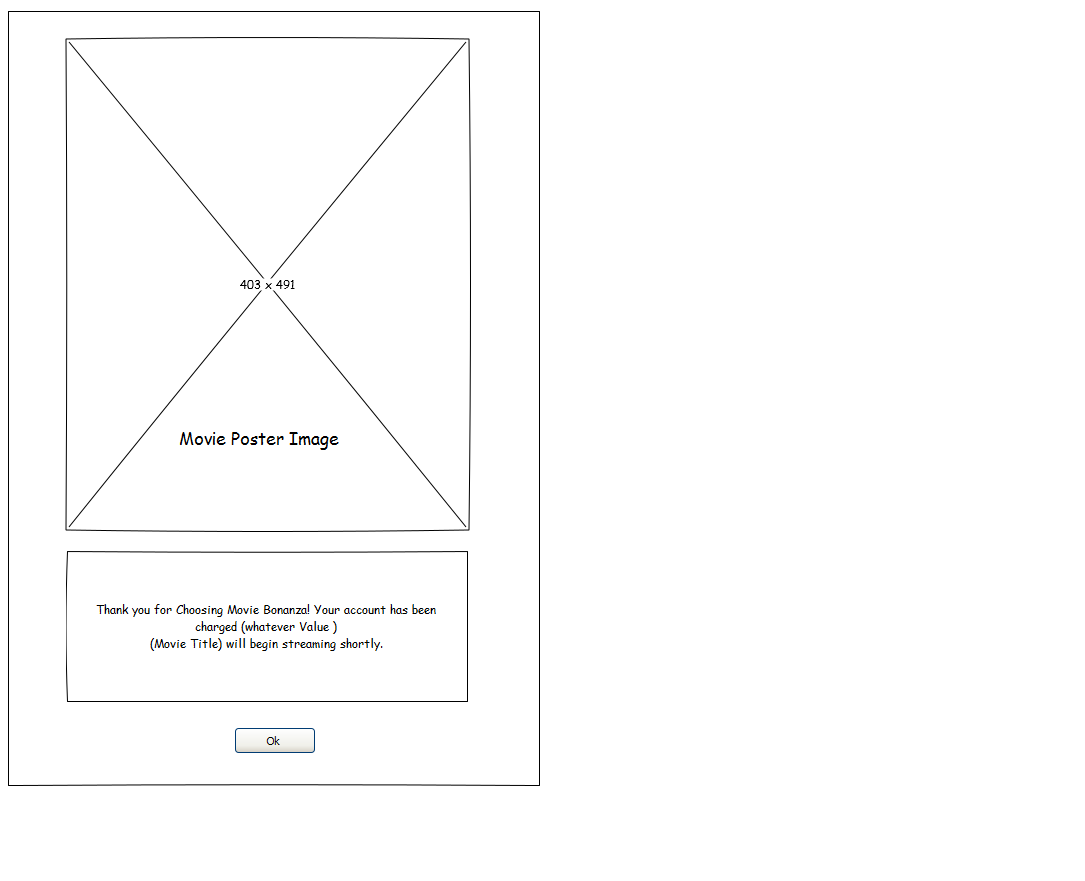 403 x 491
Movie Poster Image
Thank you for Choosing Movie Bonanza! Your account has been
charged (whatever Value )
(Movie Title) will begin streaming shortly.
Ok